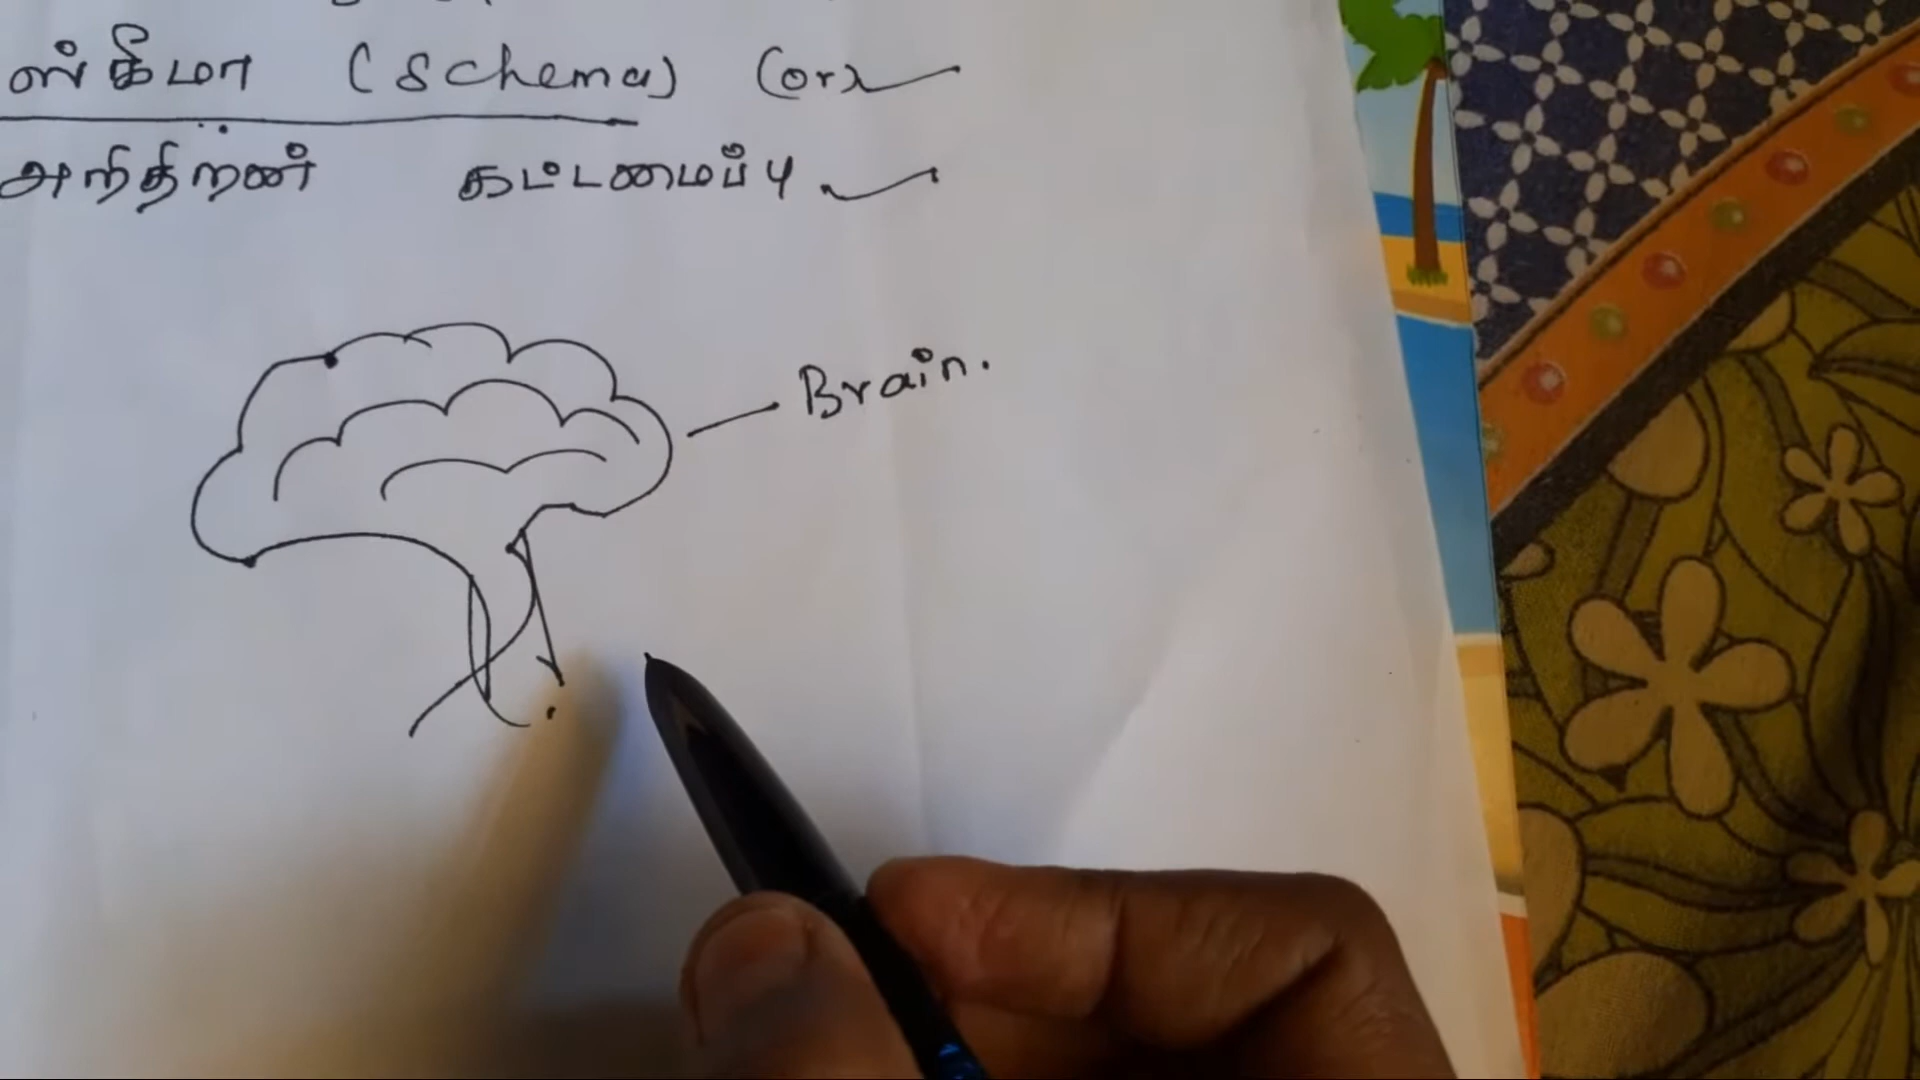 ஸ்கீமா (Schema) (or)
அறிதிறன் கட்டமைப்பு
Brain.